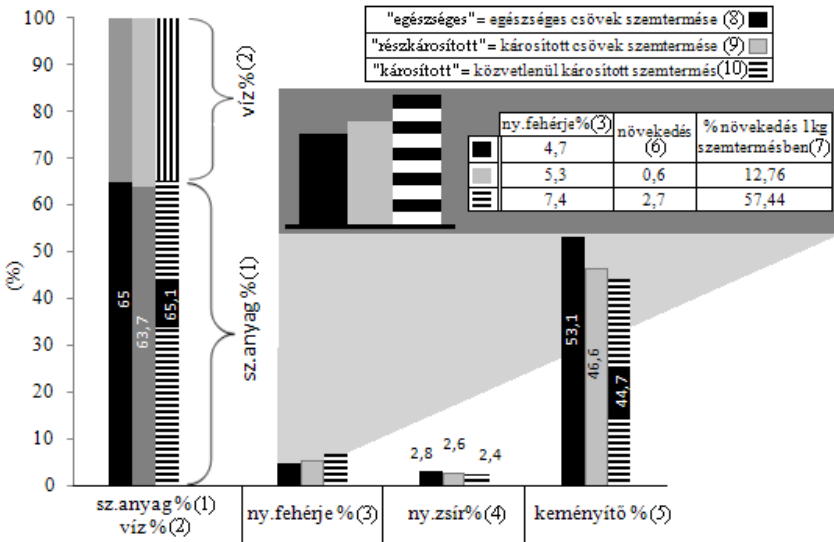 "egészséges" = egészséges csövek szemtermése (8)
"részkárosított" = károsított csövek szemtermése (9)
"károsított" = közvetlenül károsított szemtermés(10)
100
90
80
70
60
50
40
30
20
10
0
(%)
víz %(2)
sz.anyag %(1)
65
63,7
65,1
ny.fehérje%(3) növekedés (6) % növekedés 1kg szemtermésben(7)
4,7
5,3 0,6 12,76
7,4 2,7 57,44
2,8 2,6 2,4
53,1
46,6
44,7
sz.anyag %(1)
víz %(2)
ny.fehérje %(3)
ny.zsír%(4)
keményítő %(5)